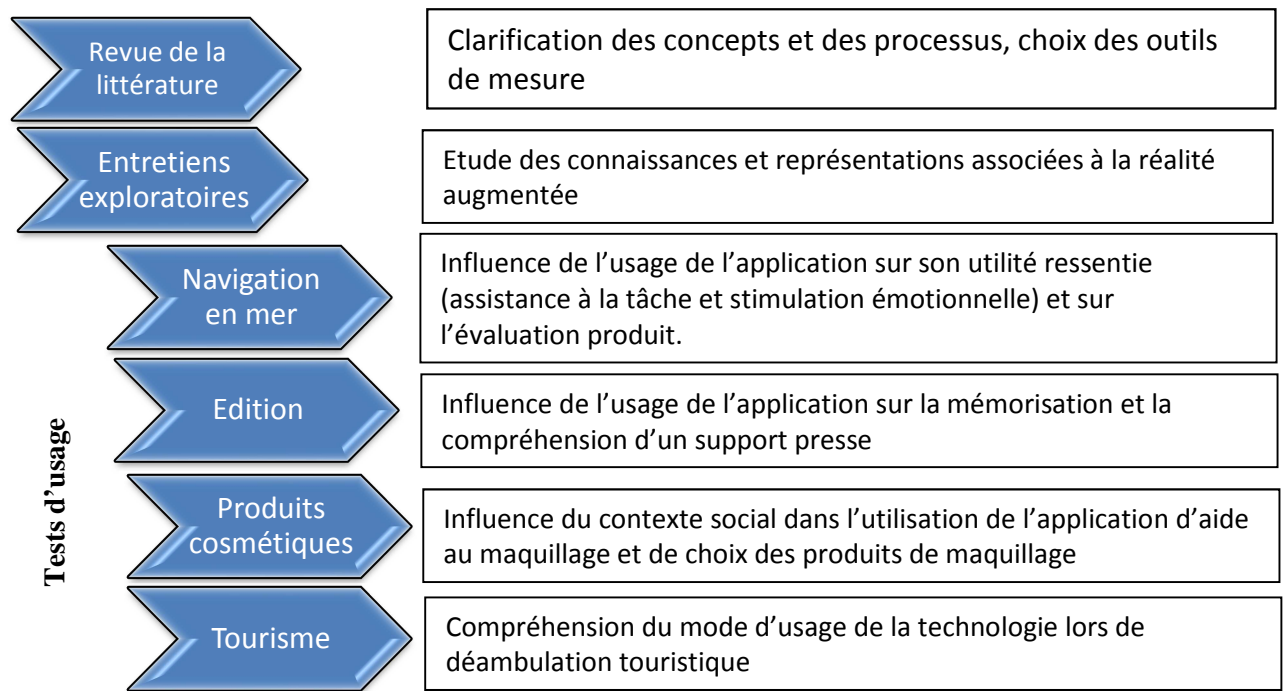 Revue de la
littérature
Clarification des concepts et des processus, choix des outils
de mesure
Entretiens
exploratoires
Etude des connaissances et représentations associées à la réalité
augmentée
Tests d'usage
Navigation
en mer
Influence de l'usage de l'application sur son utilité ressentie
(assistance à la tâche et stimulation émotionnelle) et sur
l'évaluation produit.
Edition
Influence de l'usage de l'application sur la mémorisation et la
compréhension d'un support presse
Produits
cosmétiques
Influence du contexte social dans l'utilisation de l'application d'aide
au maquillage et de choix des produits de maquillage
Tourisme
Compréhension du mode d'usage de la technologie lors de
déambulation touristique